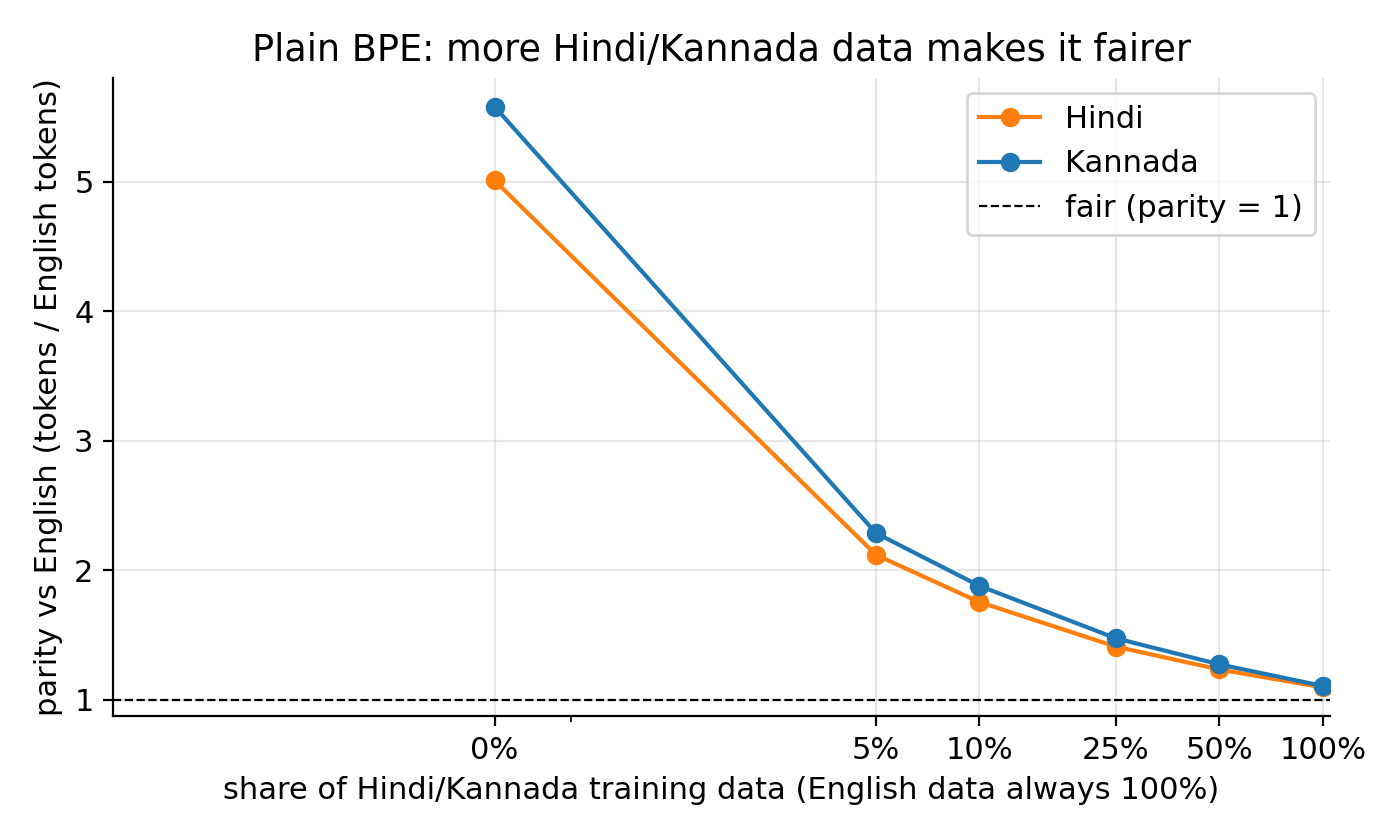 Plain BPE: more Hindi/Kannada data makes it fairer
parity vs English (tokens / English tokens)
Hindi
Kannada
fair (parity = 1)
5
4
3
2
1
0% 5% 10% 25% 50% 100%
share of Hindi/Kannada training data (English data always 100%)